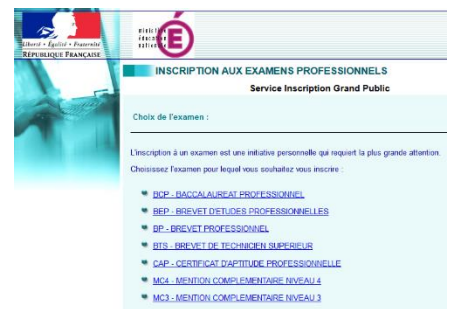 Liberté • Égalité • Fraternité
RÉPUBLIQUE FRANÇAISE
ministère
éducation
nationale
é
INSCRIPTION AUX EXAMENS PROFESSIONNELS
Service Inscription Grand Public
Choix de l'examen :
L'inscription à un examen est une initiative personnelle qui requiert la plus grande attention.
Choisissez l'examen pour lequel vous souhaitez vous inscrire :
BCP - BACCALAUREAT PROFESSIONNEL
BEP - BREVET D'ETUDES PROFESSIONNELLES
BP - BREVET PROFESSIONNEL
BTS - BREVET DE TECHNICIEN SUPERIEUR
CAP - CERTIFICAT D'APTITUDE PROFESSIONNELLE
MC4 - MENTION COMPLEMENTAIRE NIVEAU 4
MC3 - MENTION COMPLEMENTAIRE NIVEAU 3